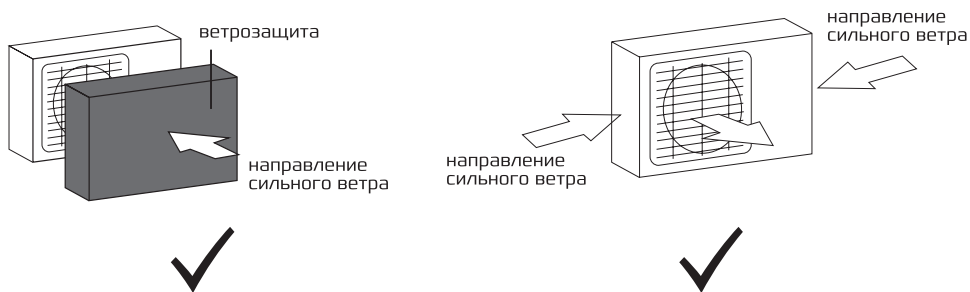 ветрозащита
направление
сильного ветра
направление
сильного ветра
направление
сильного ветра